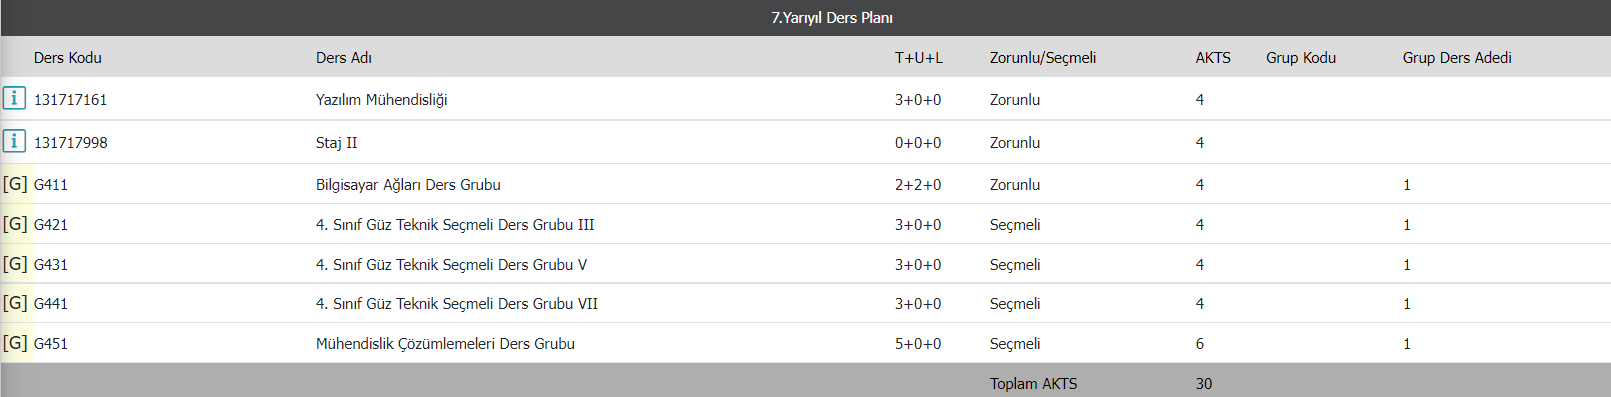 7.Yarıyıl Ders Planı
Ders Kodu Ders Adı T+U+L Zorunlu/Seçmeli AKTS Grup Kodu Grup Ders Adedi
i 131717161 Yazılım Mühendisliği 3+0+0 Zorunlu 4
i 131717998 Staj II 0+0+0 Zorunlu 4
[G] G411 Bilgisayar Ağları Ders Grubu 2+2+0 Zorunlu 4 1
[G] G421 4. Sınıf Güz Teknik Seçmeli Ders Grubu III 3+0+0 Seçmeli 4 1
[G] G431 4. Sınıf Güz Teknik Seçmeli Ders Grubu V 3+0+0 Seçmeli 4 1
[G] G441 4. Sınıf Güz Teknik Seçmeli Ders Grubu VII 3+0+0 Seçmeli 4 1
[G] G451 Mühendislik Çözümlemeleri Ders Grubu 5+0+0 Seçmeli 6 1
Toplam AKTS 30